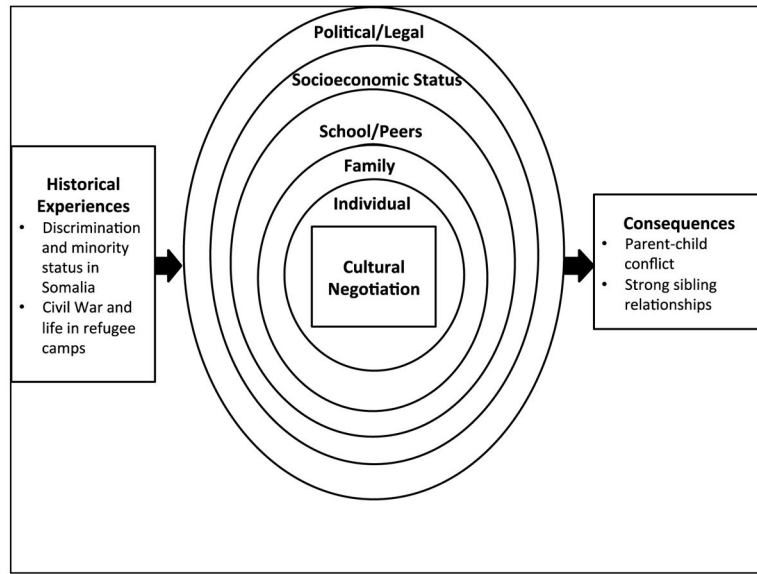 Political/Legal
Socioeconomic Status
School/Peers
Family
Individual
Cultural
Negotiation
Historical
Experiences
• Discrimination
and minority
status in
Somalia
• Civil War and
life in refugee
camps
Consequences
• Parent-child
conflict
• Strong sibling
relationships